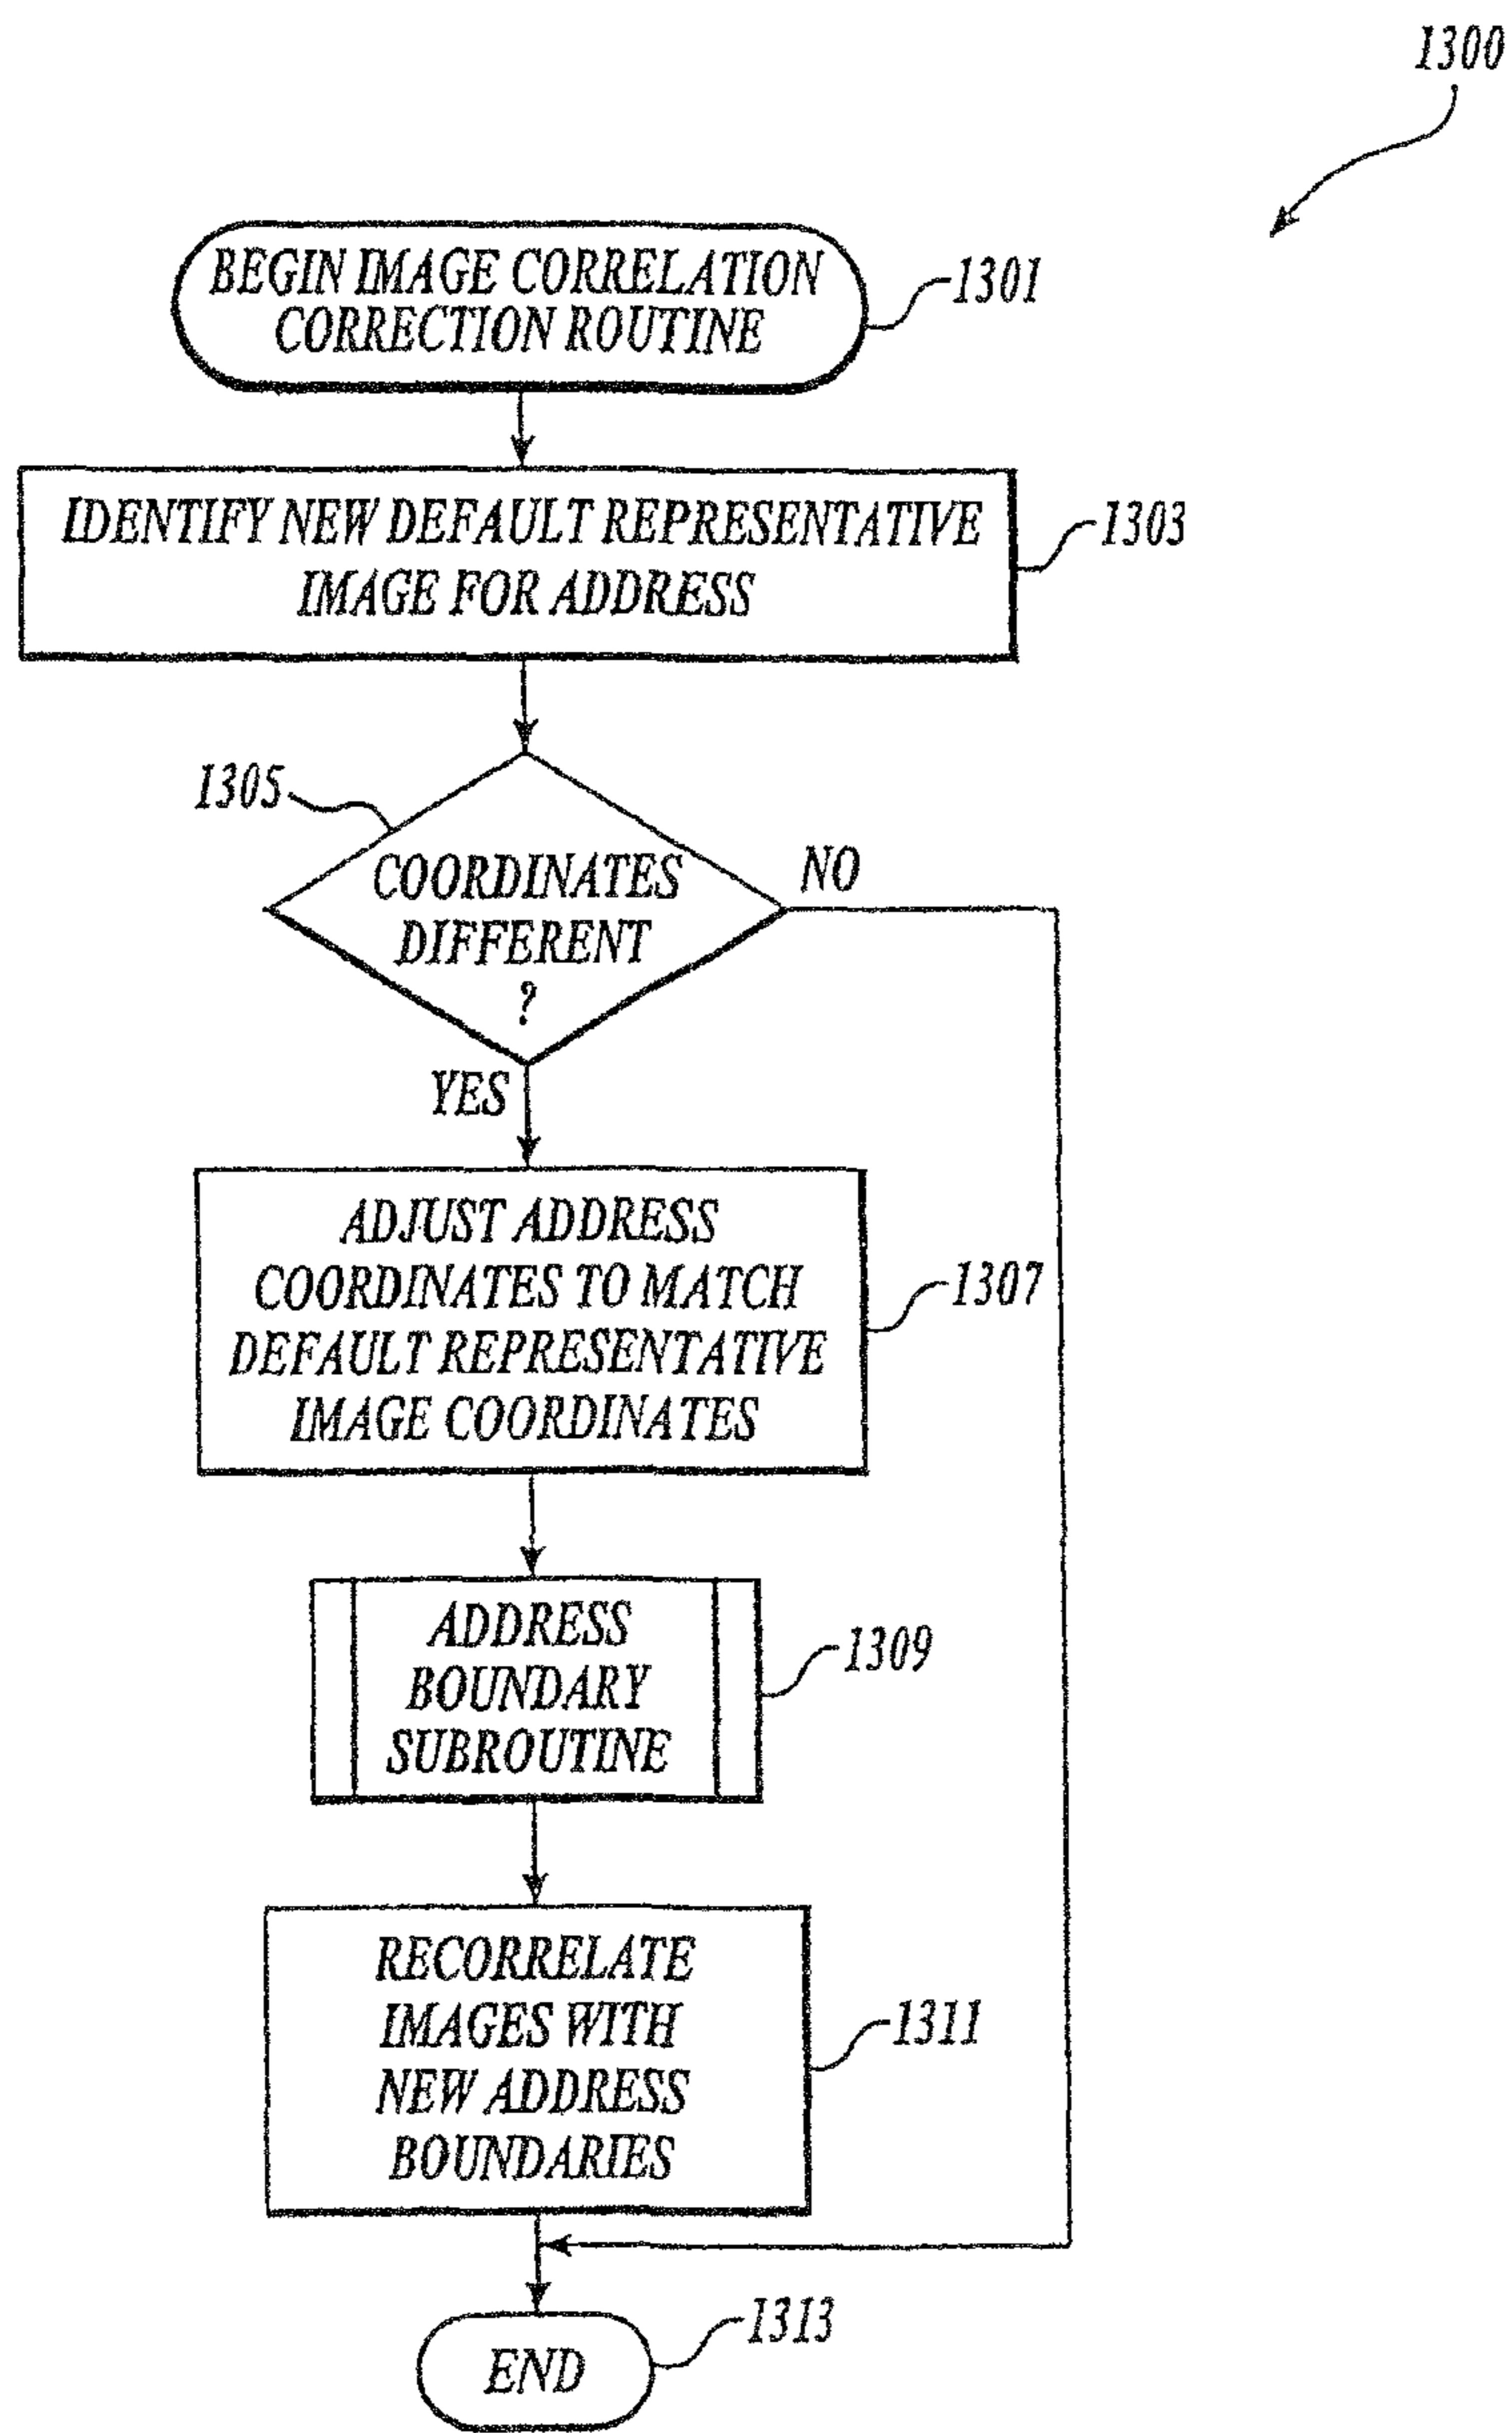 1300
BEGIN IMAGE CORRELATION
CORRECTION ROUTINE
1301
IDENTIFY NEW DEFAULT REPRESENTATIVE
IMAGE FOR ADDRESS
1303
1305
COORDINATES
DIFFERENT
?
NO
YES
ADJUST ADDRESS
COORDINATES TO MATCH
DEFAULT REPRESENTATIVE
IMAGE COORDINATES
1307
ADDRESS
BOUNDARY
SUBROUTINE
1309
RECORRELATE
IMAGES WITH
NEW ADDRESS
BOUNDARIES
1311
END
1313